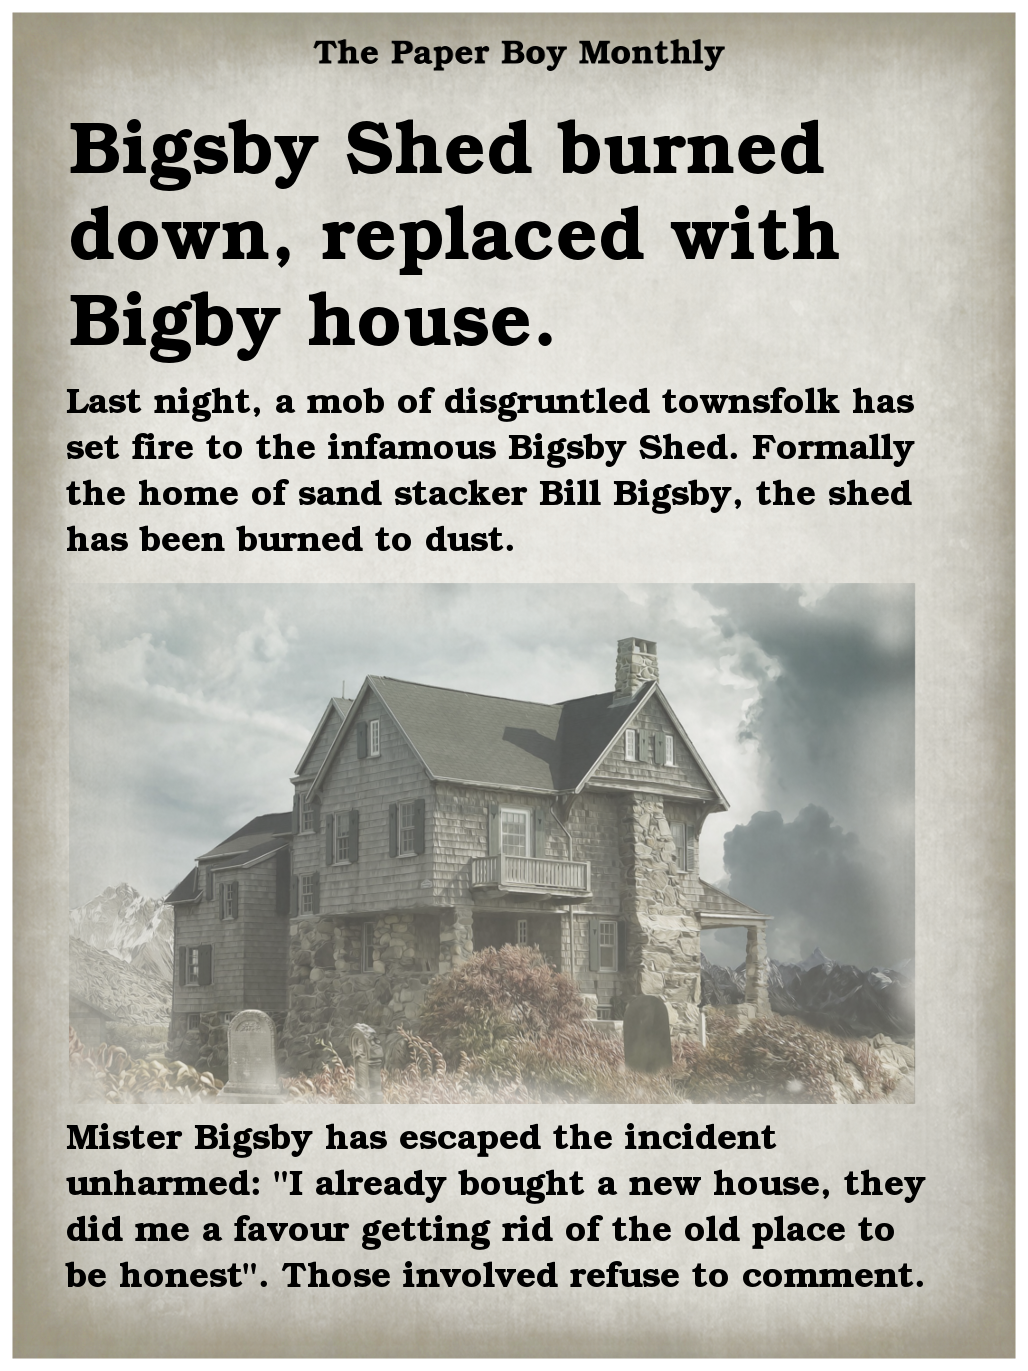 The Paper Boy Monthly
Bigsby Shed burned
down, replaced with
Bigby house.
Last night, a mob of disgruntled townsfolk has
set fire to the infamous Bigsby Shed. Formally
the home of sand stacker Bill Bigsby, the shed
has been burned to dust.
Mister Bigsby has escaped the incident
unharmed: "I already bought a new house, they
did me a favour getting rid of the old place to
be honest". Those involved refuse to comment.